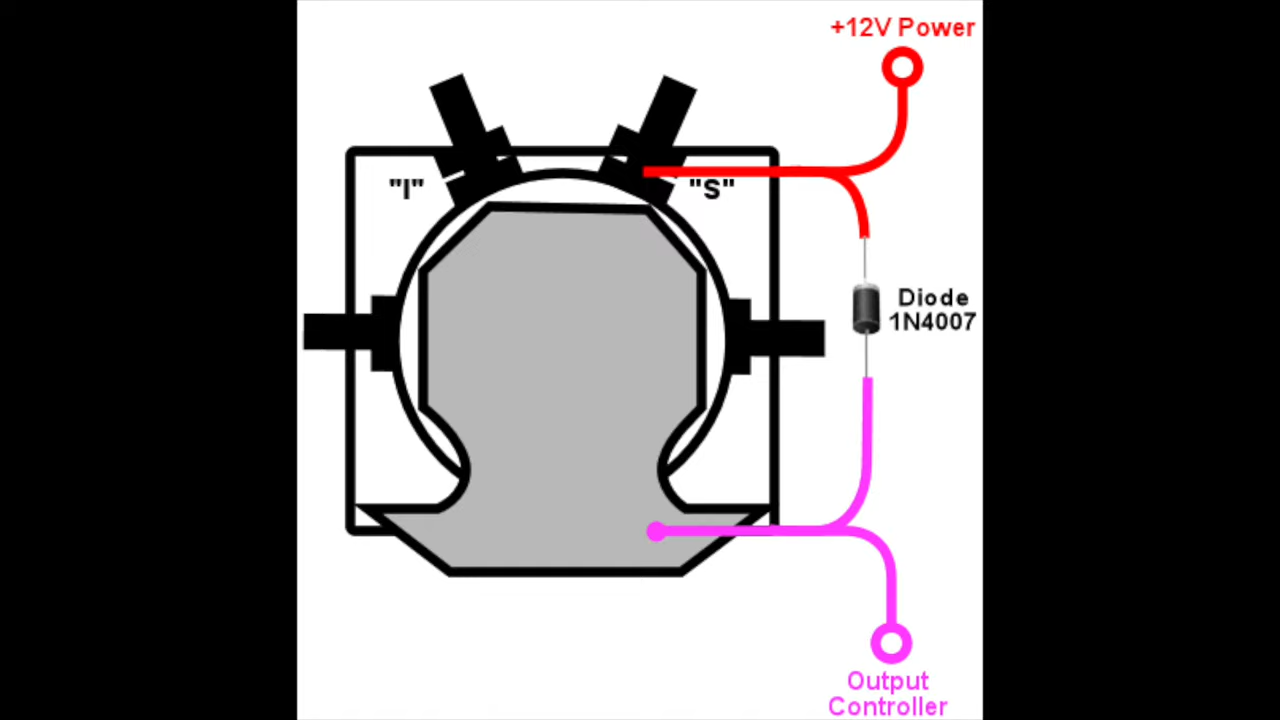 +12V Power
"I"
"S"
Diode
1N4007
Output
Controller